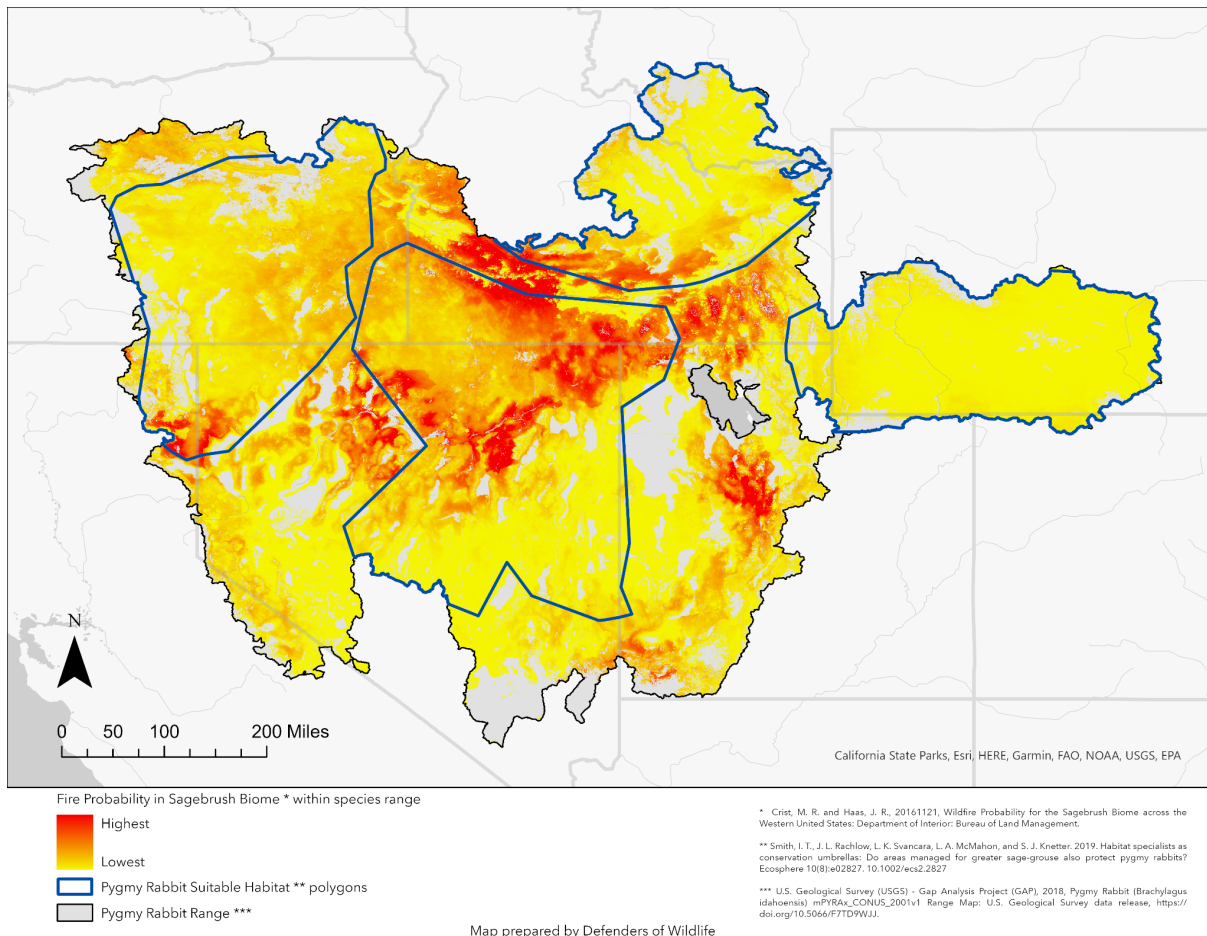 N
0 50 100 200 Miles
California State Parks, Esri, HERE, Garmin, FAO, NOAA, USGS, EPA
Fire Probability in Sagebrush Biome * within species range
Highest
Lowest
Pygmy Rabbit Suitable Habitat ** polygons
Pygmy Rabbit Range ***
* Crist, M. R. and Haas, J. R., 20161121, Wildfire Probability for the Sagebrush Biome across the
Western United States: Department of Interior: Bureau of Land Management.
** Smith, I. T., J. L. Rachlow, L. K. Svancara, L. A. McMahon, and S. J. Knetter. 2019. Habitat specialists as
conservation umbrellas: Do areas managed for greater sage-grouse also protect pygmy rabbits?
Ecosphere 10(8):e02827. 10.1002/ecs2.2827
*** U.S. Geological Survey (USGS) - Gap Analysis Project (GAP), 2018, Pygmy Rabbit (Brachylagus
idahoensis) mPYRAx_CONUS_2001v1 Range Map: U.S. Geological Survey data release, https://
doi.org/10.5066/F7TD9WJJ.
Map prepared by Defenders of Wildlife